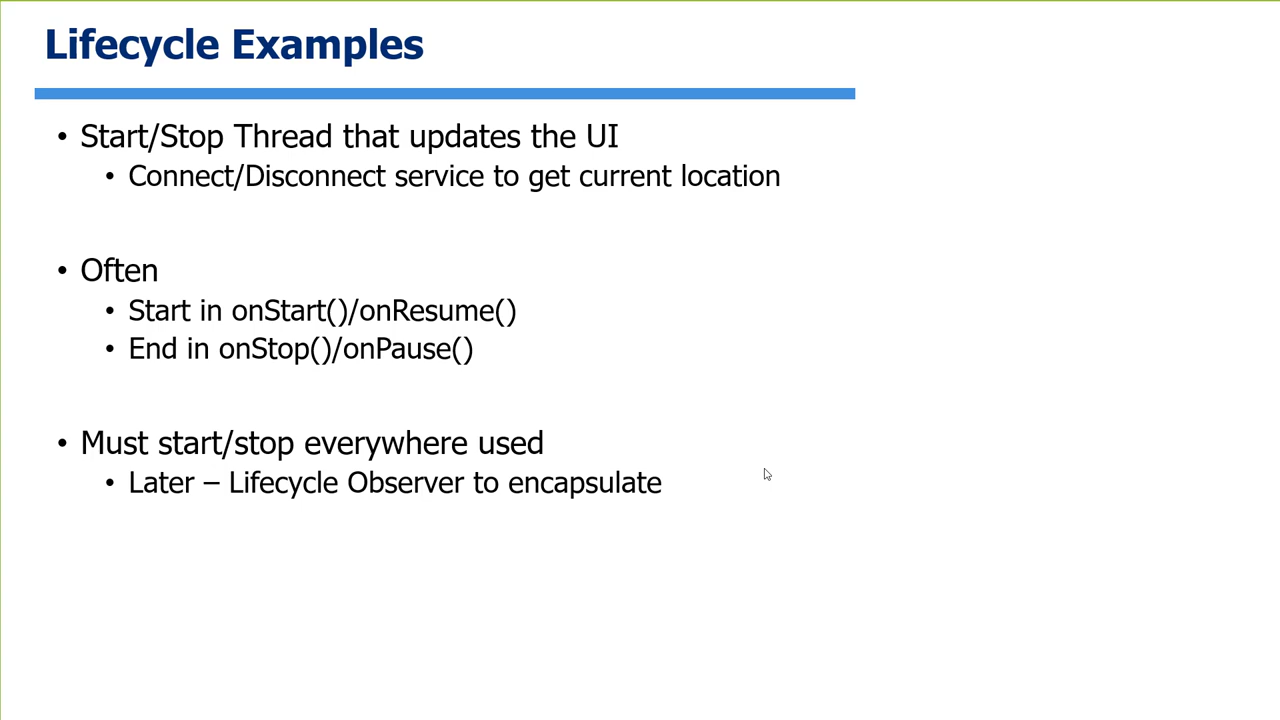 Lifecycle Examples
• Start/Stop Thread that updates the UI
• Connect/Disconnect service to get current location
• Often
• Start in onStart()/onResume()
• End in onStop()/onPause()
• Must start/stop everywhere used
• Later – Lifecycle Observer to encapsulate